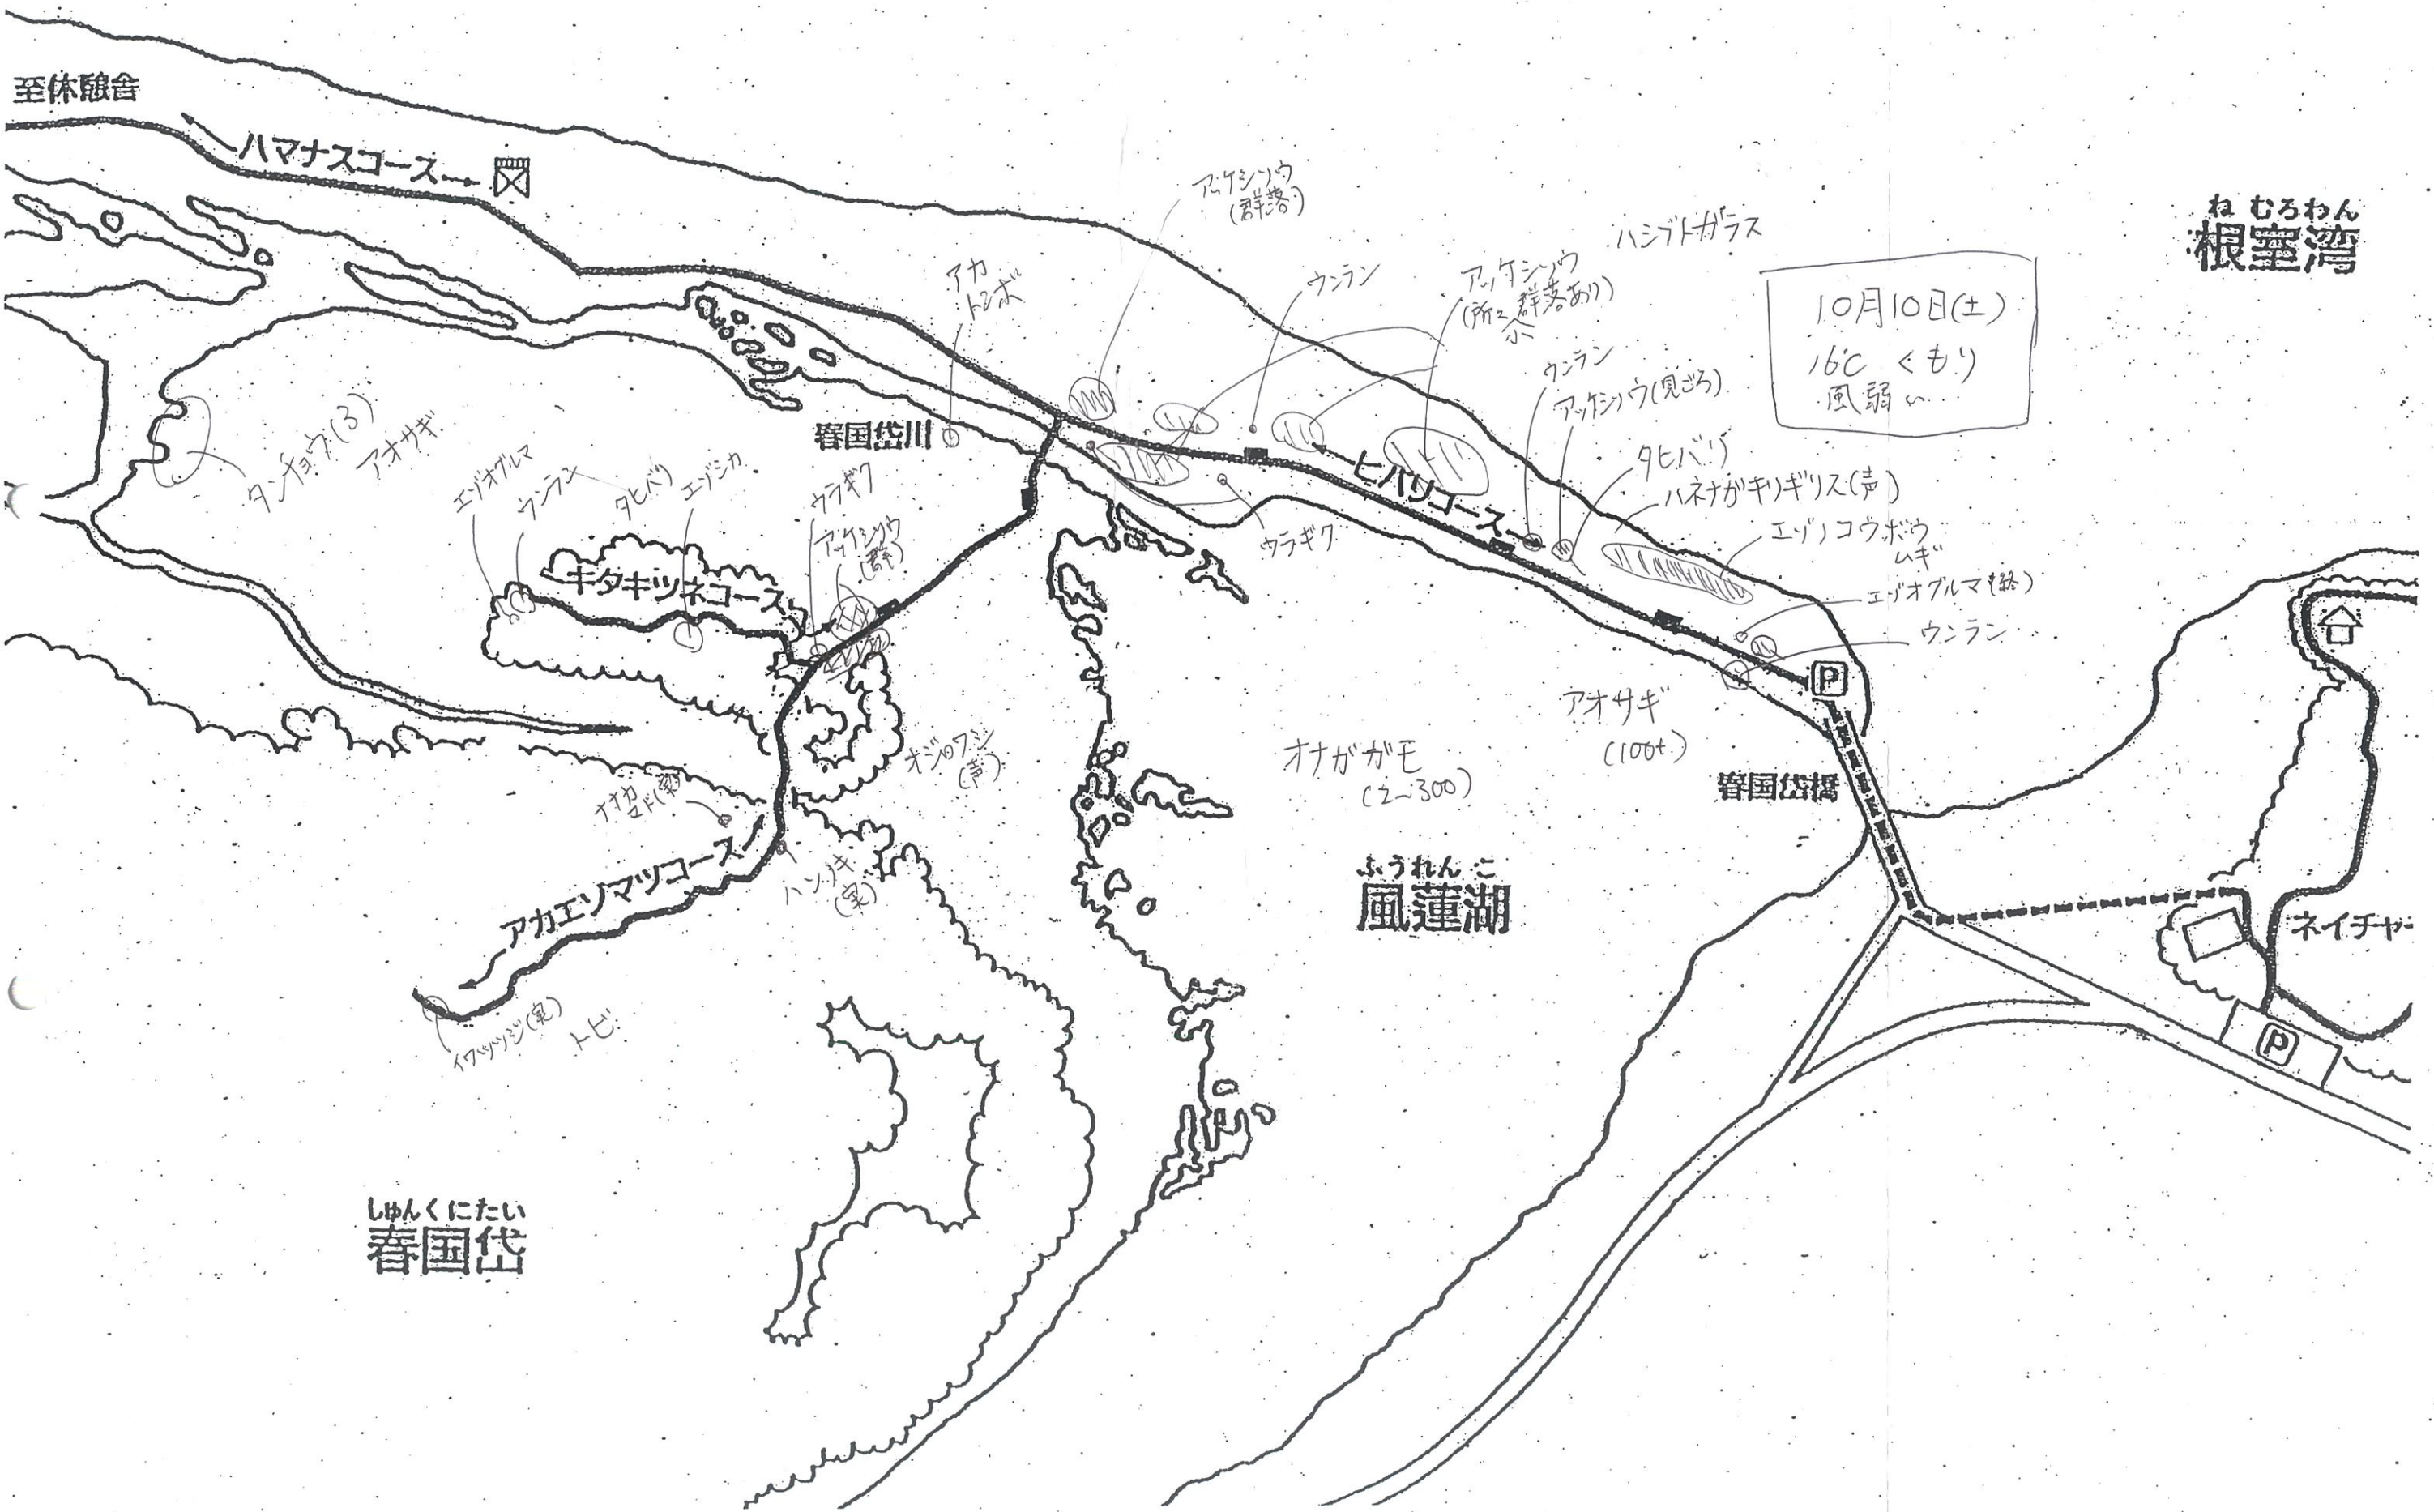 至休憩舎
ハマナスコース
ね むろわん
根室湾
アッケシソウ
(群落)
ハシブトガラス
アカ
トンボ
ウンラン
アッケシソウ
(所々群落あり)
小
10月10日(土)
16℃ くもり
風弱い
ウンラン
アッケシソウ(見ごろ)
タヒバリ
ハネナガキリギリス(声)
エゾノコウボウ
ムギ
エゾオグルマ(終)
ウンラン
ヒバリコース
春国岱川
タンチョウ(3)
アオサギ
エゾオグルマ
ウンラン
タヒバリ
エゾシカ
ウラギク
アッケシソウ
(群)
ウラギク
キタキツネコース
オジロワシ
(声)
オナガガモ
(2~300)
アオサギ
(100+)
P
春国岱橋
ナナカ
マド(実)
ハンノキ
(実)
アカエゾマツコース
ふうれん こ
風蓮湖
ネイチャー
P
イワツツジ(実)
トビ
しゅんくにたい
春国岱